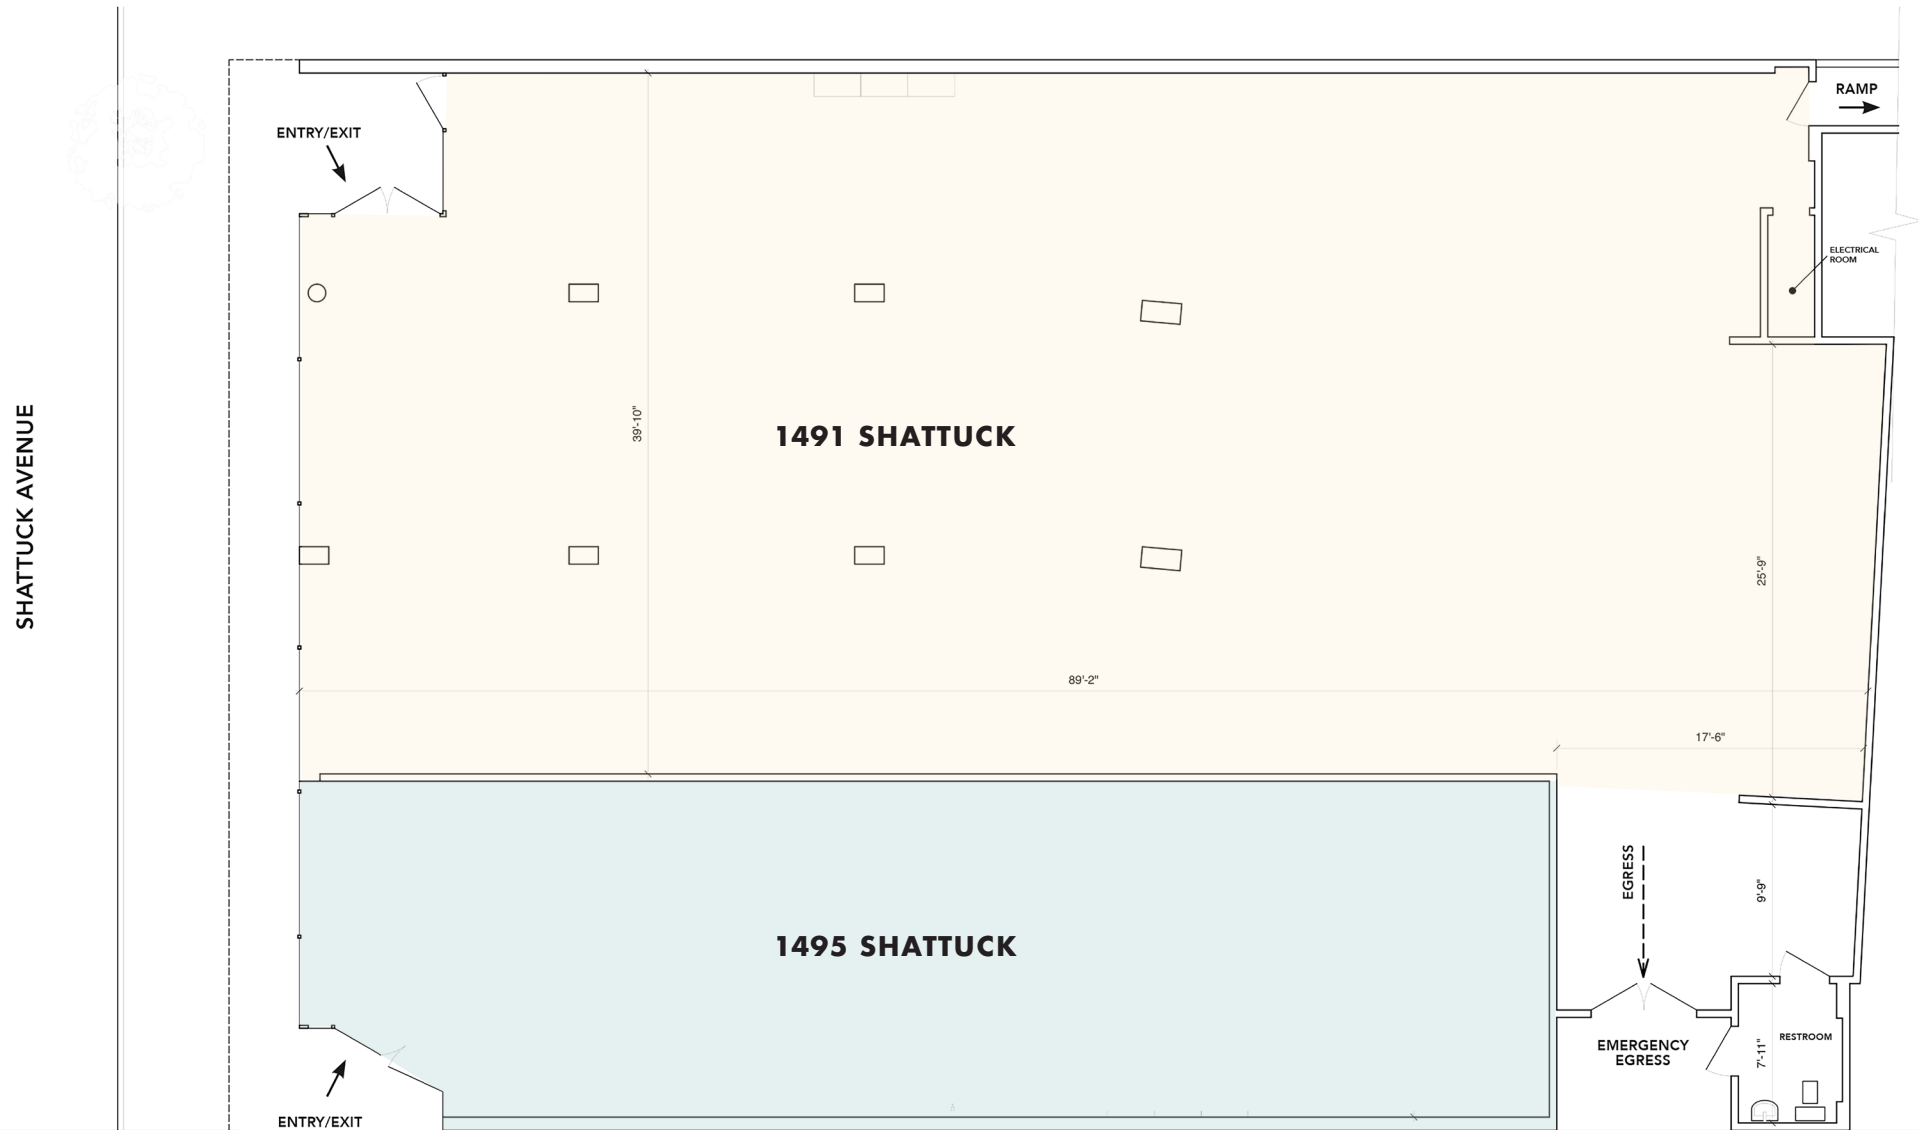 RAMP
ENTRY/EXIT
ELECTRICAL
ROOM
SHATTUCK AVENUE
39'-10"
1491 SHATTUCK
25'-9"
89'-2"
17'-6"
EGRESS
9'-9"
1495 SHATTUCK
EMERGENCY
EGRESS
RESTROOM
7'-11"
ENTRY/EXIT